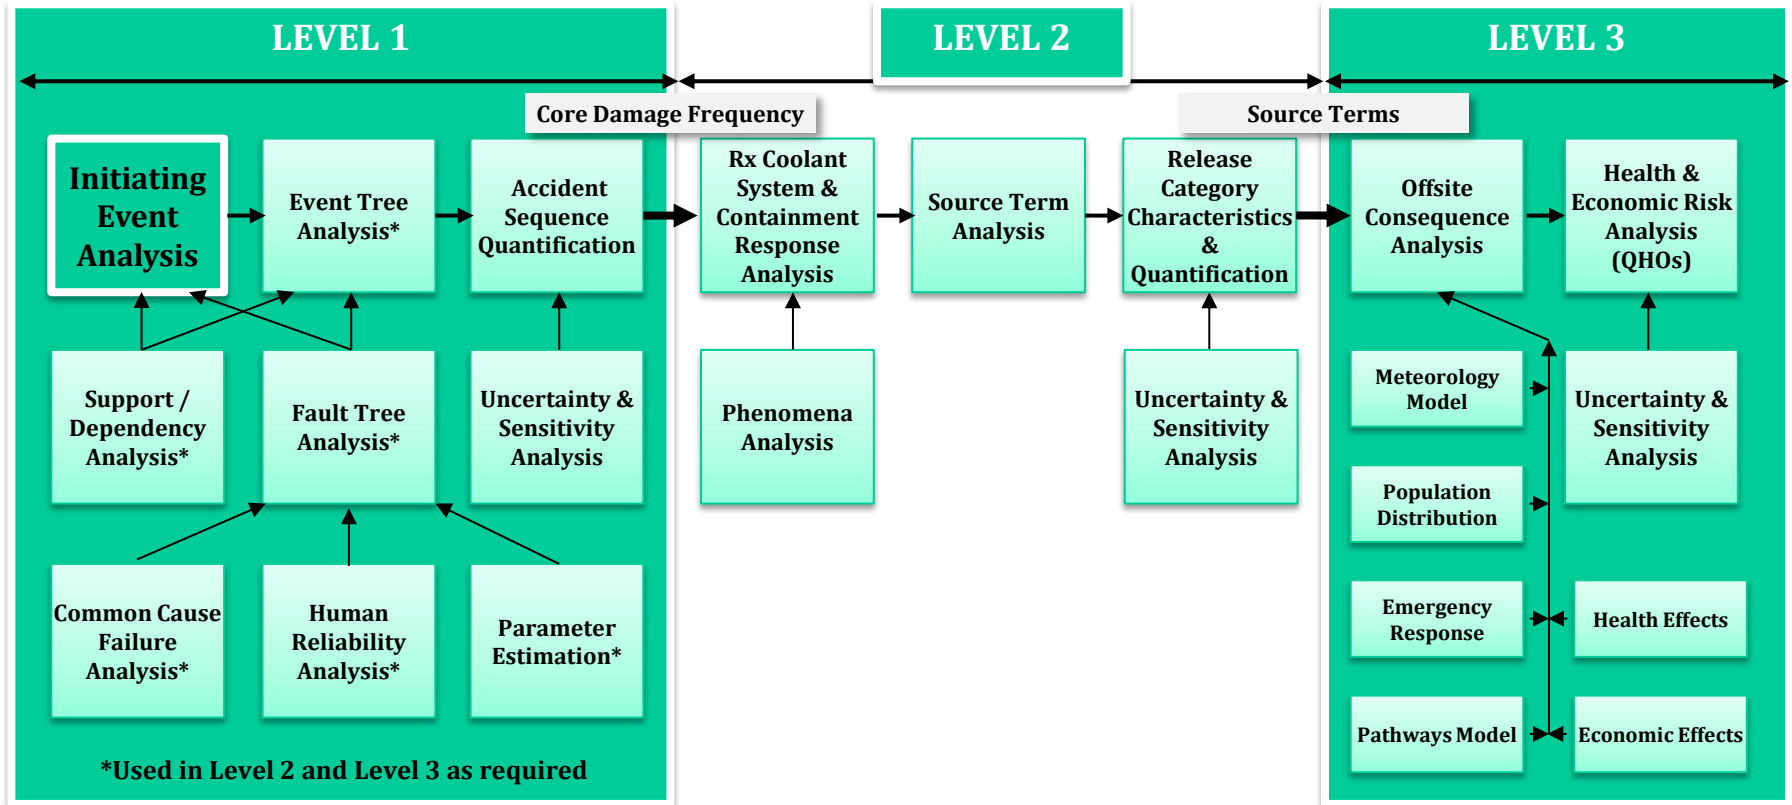 LEVEL 1
LEVEL 2
LEVEL 3
Core Damage Frequency
Source Terms
Initiating
Event
Analysis
Event Tree
Analysis*
Accident
Sequence
Quantification
Rx Coolant
System &
Containment
Response
Analysis
Source Term
Analysis
Release
Category
Characteristics
&
Quantification
Offsite
Consequence
Analysis
Health &
Economic Risk
Analysis
(QHOs)
Support /
Dependency
Analysis*
Fault Tree
Analysis*
Uncertainty &
Sensitivity
Analysis
Phenomena
Analysis
Uncertainty &
Sensitivity
Analysis
Meteorology
Model
Uncertainty &
Sensitivity
Analysis
Population
Distribution
Common Cause
Failure
Analysis*
Human
Reliability
Analysis*
Parameter
Estimation*
Emergency
Response
Health Effects
Pathways Model
Economic Effects
*Used in Level 2 and Level 3 as required